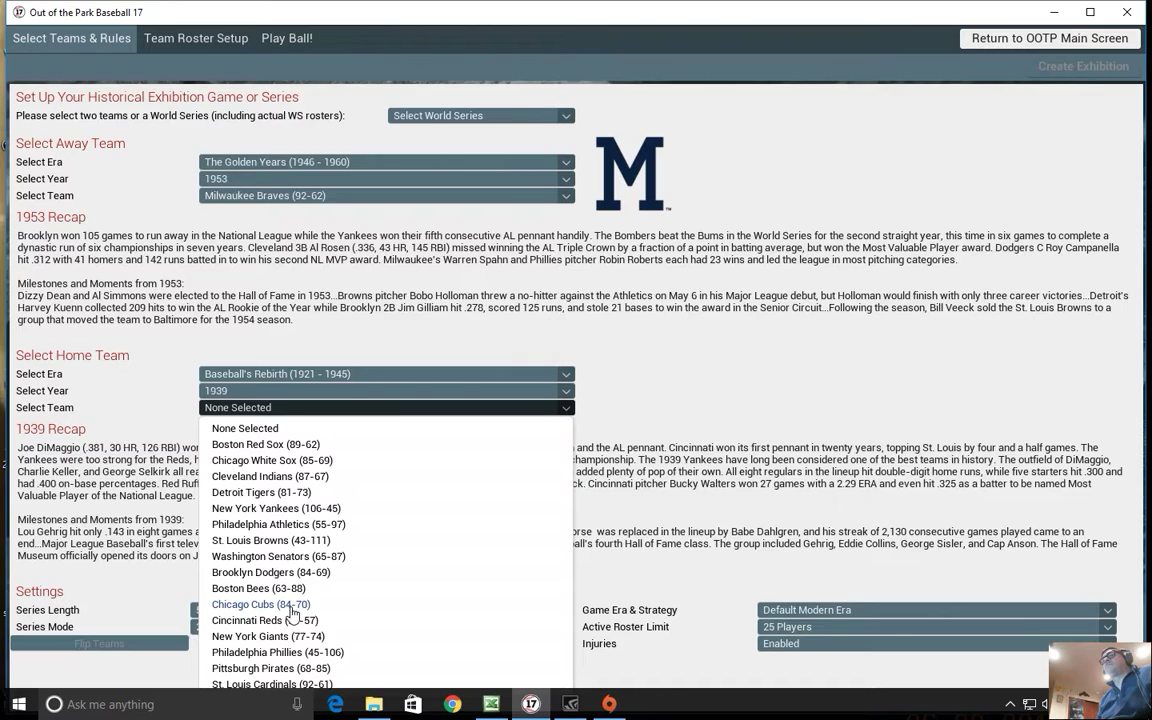 Out of the Park Baseball 17
Select Teams & Rules Team Roster Setup Play Ball! Return to OOTP Main Screen
Create Exhibition
Set Up Your Historical Exhibition Game or Series
Please select two teams or a World Series (including actual WS rosters): Select World Series
Select Away Team
Select Era The Golden Years (1946 - 1960)
Select Year 1953
Select Team Milwaukee Braves (92-62)
M
1953 Recap
Brooklyn won 105 games to run away in the National League while the Yankees won their fifth consecutive AL pennant handily. The Bombers beat the Bums in the World Series for the second straight year, this time in six games to complete a
dynastic run of six championships in seven years. Cleveland 3B Al Rosen (.336, 43 HR, 145 RBI) missed winning the AL Triple Crown by a fraction of a point in batting average, but won the Most Valuable Player award. Dodgers C Roy Campanella
hit .312 with 41 homers and 142 runs batted in to win his second NL MVP award. Milwaukee's Warren Spahn and Phillies pitcher Robin Roberts each had 23 wins and led the league in most pitching categories.
Milestones and Moments from 1953:
Dizzy Dean and Al Simmons were elected to the Hall of Fame in 1953...Browns pitcher Bobo Holloman threw a no-hitter against the Athletics on May 6 in his Major League debut, but Holloman would finish with only three career victories...Detroit's
Harvey Kuenn collected 209 hits to win the AL Rookie of the Year while Brooklyn 2B Jim Gilliam hit .278, scored 125 runs, and stole 21 bases to win the award in the Senior Circuit...Following the season, Bill Veeck sold the St. Louis Browns to a
group that moved the team to Baltimore for the 1954 season.
Select Home Team
Select Era Baseball's Rebirth (1921 - 1945)
Select Year 1939
Select Team None Selected
1939 Recap
Joe DiMaggio (.381, 30 HR, 126 RBI) wo and the AL pennant. Cincinnati won its first pennant in twenty years, topping St. Louis by four and a half games. The
Yankees were too strong for the Reds, h championship. The 1939 Yankees have long been considered one of the best teams in history. The outfield of DiMaggio,
Charlie Keller, and George Selkirk all rea added plenty of pop of their own. All eight regulars in the lineup hit double-digit home runs, while five starters hit .300
and had .400 on-base percentages. Red Ruff ck. Cincinnati pitcher Bucky Walters won 27 games with a 2.29 ERA and even hit .325 as a batter to be named Most
Valuable Player of the National League.
Milestones and Moments from 1939:
Lou Gehrig hit only .143 in eight games a orse was replaced in the lineup by Babe Dahlgren, and his streak of 2,130 consecutive games played came to an
end...Major League Baseball's first telev ball's fourth Hall of Fame class. The group included Gehrig, Eddie Collins, George Sisler, and Cap Anson. The Hall of Fame
Museum officially opened its doors on J
None Selected
Boston Red Sox (89-62)
Chicago White Sox (85-69)
Cleveland Indians (87-67)
Detroit Tigers (81-73)
New York Yankees (106-45)
Philadelphia Athletics (55-97)
St. Louis Browns (43-111)
Washington Senators (65-87)
Brooklyn Dodgers (84-69)
Boston Bees (63-88)
Chicago Cubs (84-70)
Cincinnati Reds -57)
New York Giants (77-74)
Philadelphia Phillies (45-106)
Pittsburgh Pirates (68-85)
St. Louis Cardinals (92-61)
Settings
Series Length Game Era & Strategy Default Modern Era
Series Mode Active Roster Limit 25 Players
Flip Teams Injuries Enabled
Ask me anything
17